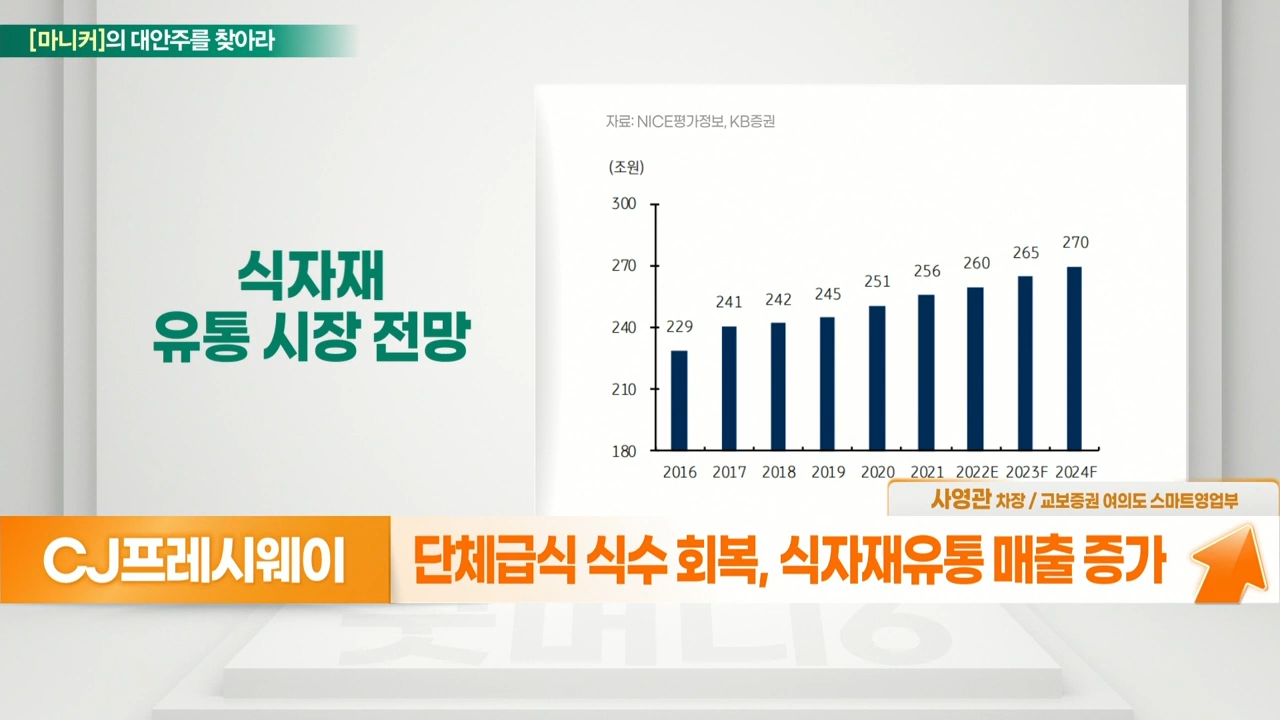 [마니커]의 대안주를 찾아라
식자재
유통 시장 전망
자료: NICE평가정보, KB증권
(조원)
300
270
240
210
180
229
241
242
245
251
256
260
265
270
2016 2017 2018 2019 2020 2021 2022E 2023F 2024F
사영관 차장 / 교보증권 여의도 스마트영업부
CJ프레시웨이
단체급식 식수 회복, 식자재유통 매출 증가